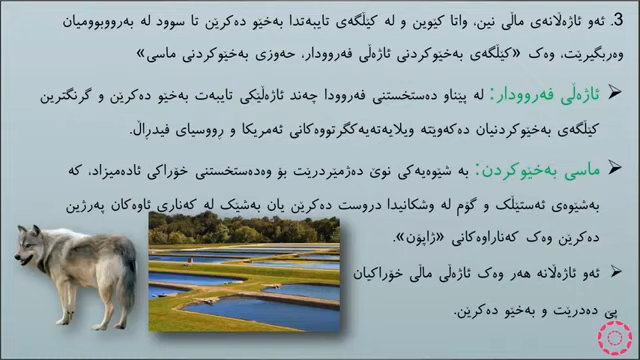 3. ئەو ئاژەڵانەی ماڵی نین، واتا کێوین و لە کێڵگەی تایبەتدا بەخێو دەکرێن تا سوود لە بەرووبوومیان
وەربگیرێت، وەک «کێڵگەی بەخێوکردنی ئاژەڵی فەروودار، حەوزی بەخێوکردنی ماسی»
➢ ئاژەڵی فەروودار: لە پێناو دەستخستنی فەروودا چەند ئاژەڵێکی تایبەت بەخێو دەکرێن و گرنگترین
کێڵگەی بەخێوکردنیان دەکەوێتە ویلایەتەیەکگرتووەکانی ئەمریکا و ڕووسیای فیدڕاڵ.
➢ ماسی بەخێوکردن: بە شێوەیەکی نوێ دەژمێردرێت بۆ وەدەستخستنی خۆراکی ئادەمیزاد، کە
بەشێوەی ئەستێڵک و گۆم لە وشکانیدا دروست دەکرێن یان بەشێک لە کەناری ئاوەکان پەرژین
دەکرێن وەک کەناراوەکانی «ژاپۆن».
➢ ئەو ئاژەڵانە هەر وەک ئاژەڵی ماڵی خۆراکیان
پێ دەدرێت و بەخێو دەکرێن.